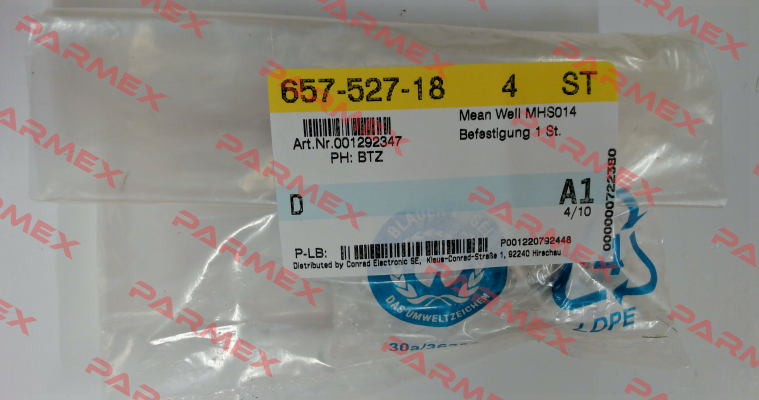 657-527-18 4 ST
Mean Well MHS014
Befestigung 1 St.
Art.Nr.001292347
PH: BTZ
D
A1
4/10
000000722380
P-LB:
P001220792448
Distributed by Conrad Electronic SE, Klaus-Conrad-Straße 1, 92240 Hirschau
DAS UMWELTZEICHEN
LDPE
PARMEX